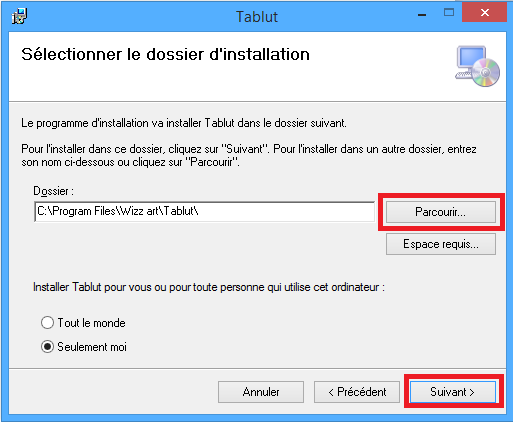 Tablut
Sélectionner le dossier d'installation
Le programme d'installation va installer Tablut dans le dossier suivant.
Pour l'installer dans ce dossier, cliquez sur "Suivant". Pour l'installer dans un autre dossier, entrez
son nom ci-dessous ou cliquez sur "Parcourir".
Dossier :
C:\Program Files\Wizz art\Tablut\
Parcourir...
Espace requis...
Installer Tablut pour vous ou pour toute personne qui utilise cet ordinateur :
Tout le monde
Seulement moi
Annuler
< Précédent
Suivant >